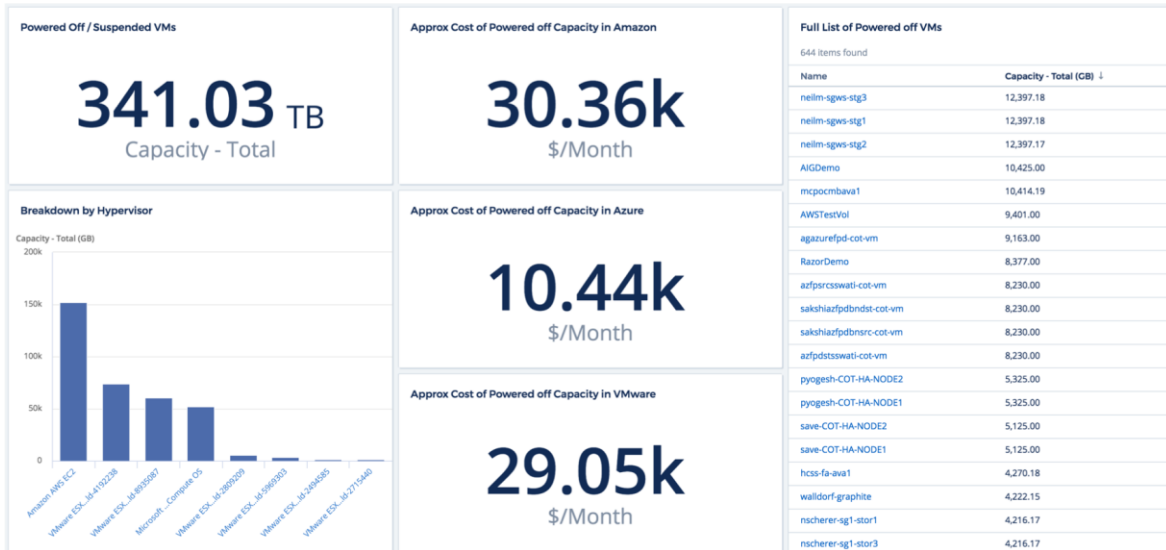 Powered Off / Suspended VMs
341.03 TB
Capacity - Total
Breakdown by Hypervisor
Capacity - Total (GB)
200k
150k
100k
50k
0
Amazon AWS EC2
VMware ESX...Id-4192238
VMware ESX...Id-8935087
Microsoft ...Compute OS
VMware ESX...Id-2809209
VMware ESX...Id-5969303
VMware ESX...Id-2494585
VMware ESX...Id-2715440
Approx Cost of Powered off Capacity in Amazon
30.36k
$/Month
Approx Cost of Powered off Capacity in Azure
10.44k
$/Month
Approx Cost of Powered off Capacity in VMware
29.05k
$/Month
Full List of Powered off VMs
644 items found
Name Capacity - Total (GB) ↓
neilm-sgws-stg3 12,397.18
neilm-sgws-stg1 12,397.18
neilm-sgws-stg2 12,397.17
AIGDemo 10,425.00
mcpocmbava1 10,414.19
AWSTestVol 9,401.00
agazurefpd-cot-vm 9,163.00
RazorDemo 8,377.00
azfpsrcsswati-cot-vm 8,230.00
sakshiazfpdbndst-cot-vm 8,230.00
sakshiazfpdbnsrc-cot-vm 8,230.00
azfpdstsswati-cot-vm 8,230.00
pyogesh-COT-HA-NODE2 5,325.00
pyogesh-COT-HA-NODE1 5,325.00
save-COT-HA-NODE2 5,125.00
save-COT-HA-NODE1 5,125.00
hcss-fa-ava1 4,270.18
walldorf-graphite 4,222.15
nscherer-sg1-stor1 4,216.17
nscherer-sg1-stor3 4,216.17